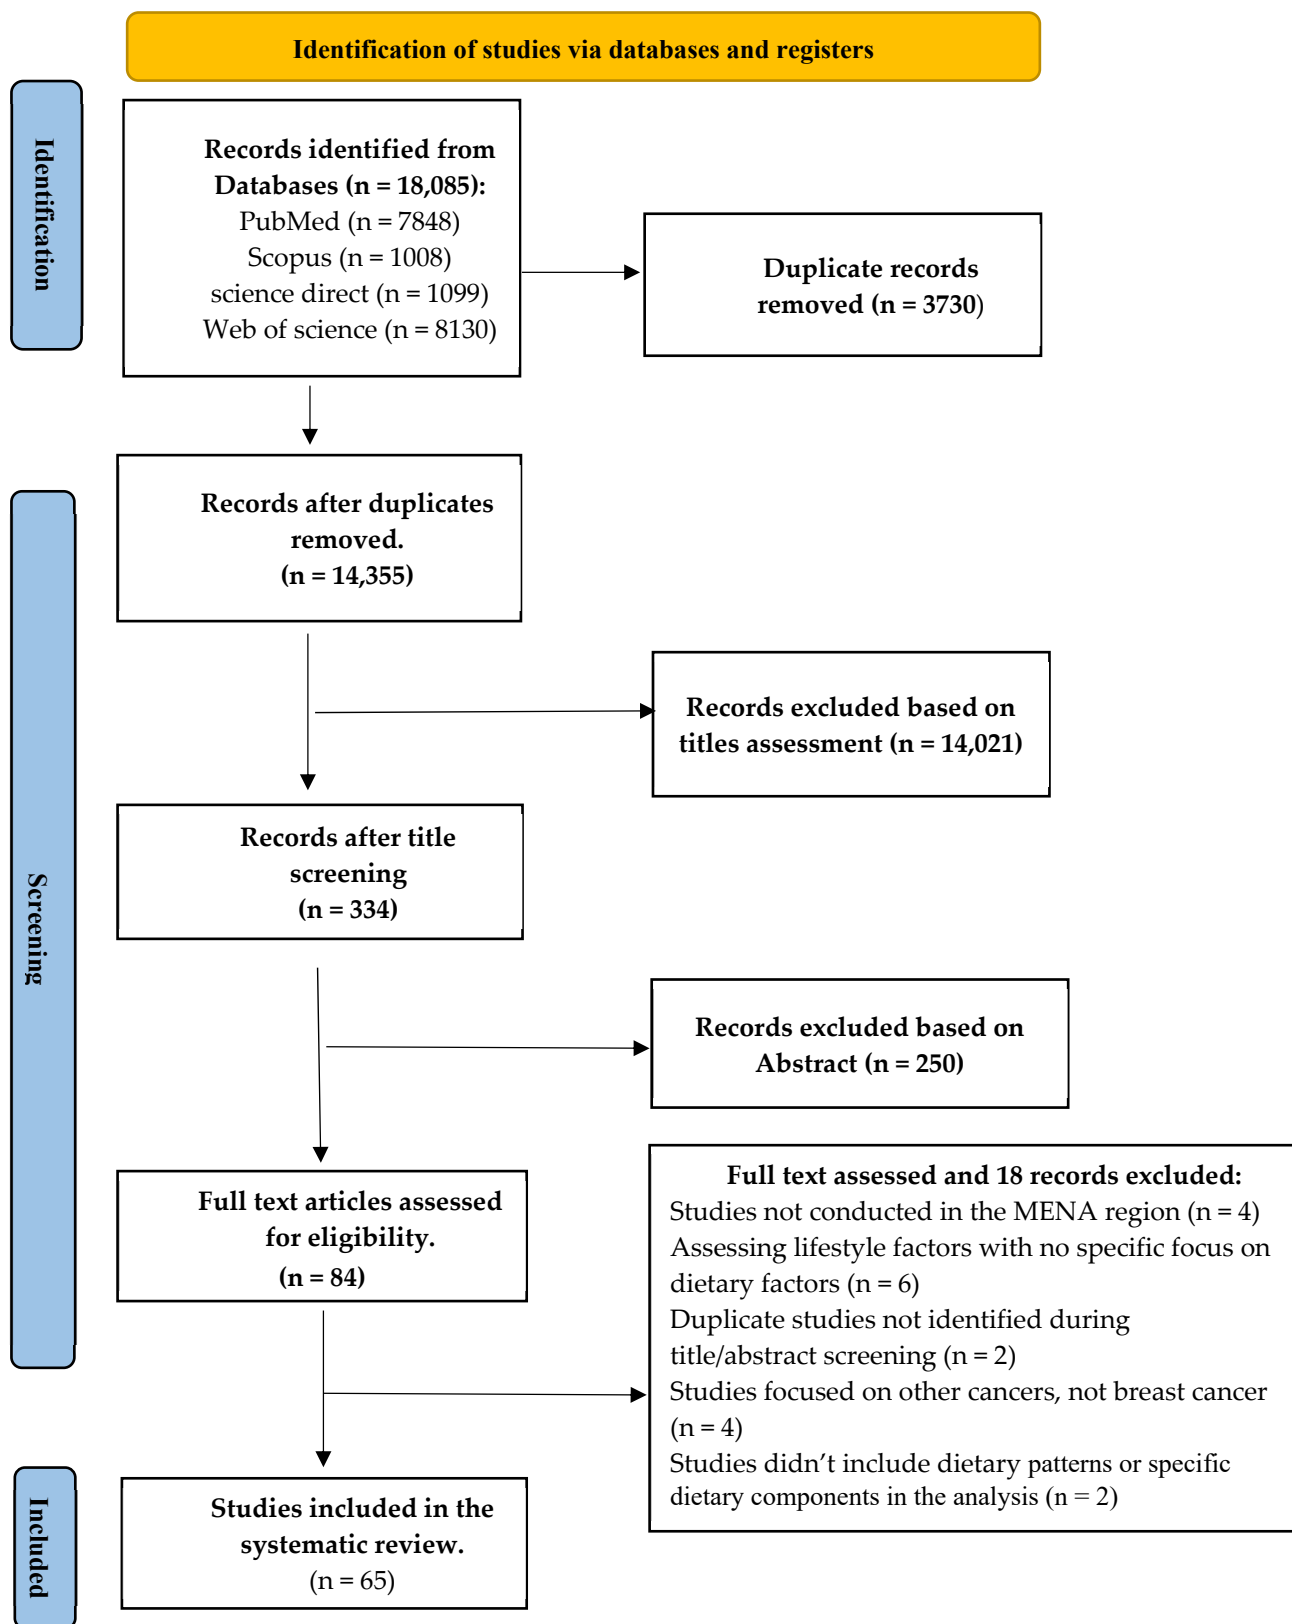 Identification of studies via databases and registers
Identification
Records identified from
Databases (n = 18,085):
PubMed (n = 7848)
Scopus (n = 1008)
science direct (n = 1099)
Web of science (n = 8130)
Duplicate records
removed (n = 3730)
Screening
Records after duplicates
removed.
(n = 14,355)
Records excluded based on
titles assessment (n = 14,021)
Records after title
screening
(n = 334)
Records excluded based on
Abstract (n = 250)
Full text articles assessed
for eligibility.
(n = 84)
Full text assessed and 18 records excluded:
Studies not conducted in the MENA region (n = 4)
Assessing lifestyle factors with no specific focus on
dietary factors (n = 6)
Duplicate studies not identified during
title/abstract screening (n = 2)
Studies focused on other cancers, not breast cancer
(n = 4)
Studies didn’t include dietary patterns or specific
dietary components in the analysis (n = 2)
Included
Studies included in the
systematic review.
(n = 65)